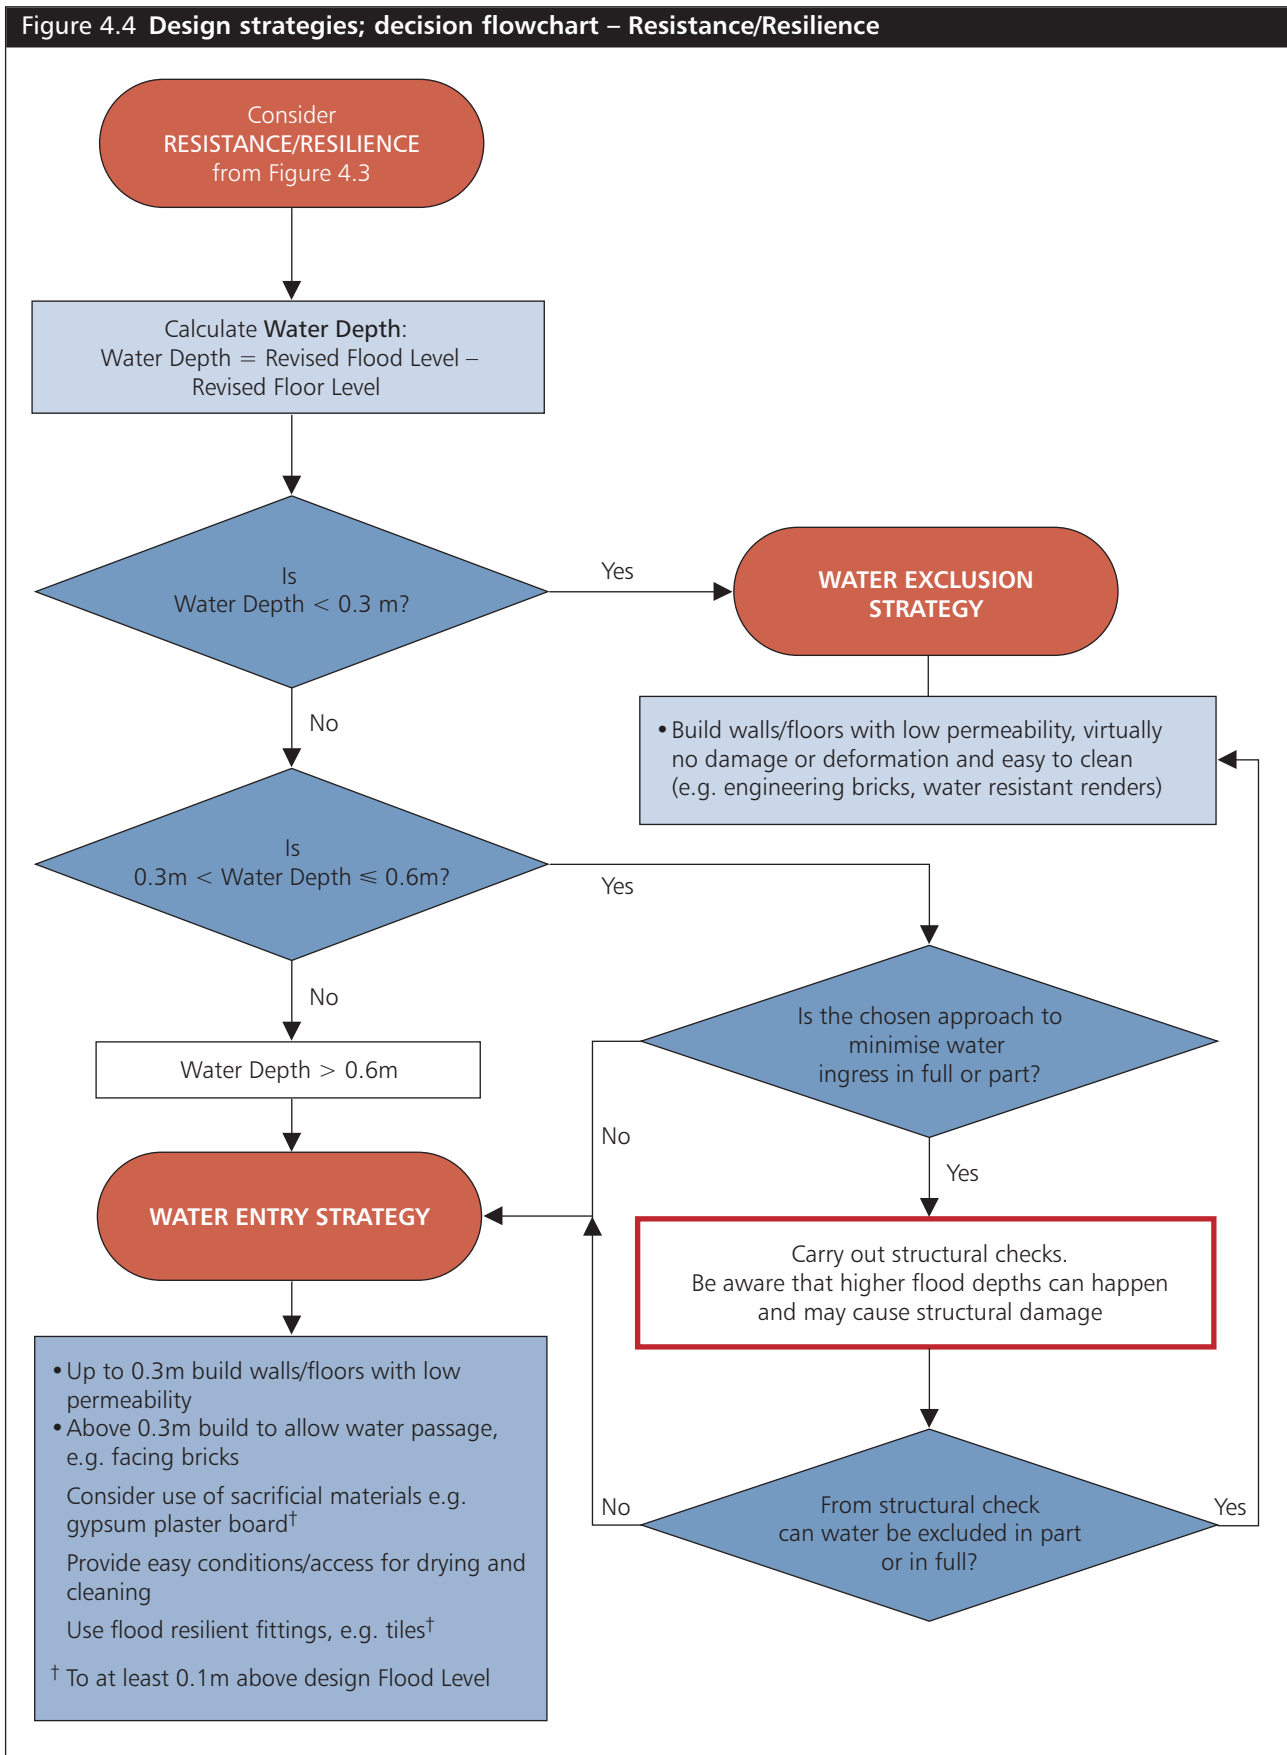 Figure 4.4 Design strategies; decision flowchart – Resistance/Resilience
Consider
RESISTANCE/RESILIENCE
from Figure 4.3
Calculate Water Depth:
Water Depth = Revised Flood Level –
Revised Floor Level
Is
Water Depth < 0.3 m?
Yes
WATER EXCLUSION
STRATEGY
No
• Build walls/floors with low permeability, virtually
no damage or deformation and easy to clean
(e.g. engineering bricks, water resistant renders)
Is
0.3m < Water Depth ⩽ 0.6m?
Yes
No
Is the chosen approach to
minimise water
ingress in full or part?
Water Depth > 0.6m
No
Yes
WATER ENTRY STRATEGY
Carry out structural checks.
Be aware that higher flood depths can happen
and may cause structural damage
• Up to 0.3m build walls/floors with low
permeability
• Above 0.3m build to allow water passage,
e.g. facing bricks
Consider use of sacrificial materials e.g.
gypsum plaster board†
Provide easy conditions/access for drying and
cleaning
Use flood resilient fittings, e.g. tiles†
† To at least 0.1m above design Flood Level
No
From structural check
can water be excluded in part
or in full?
Yes